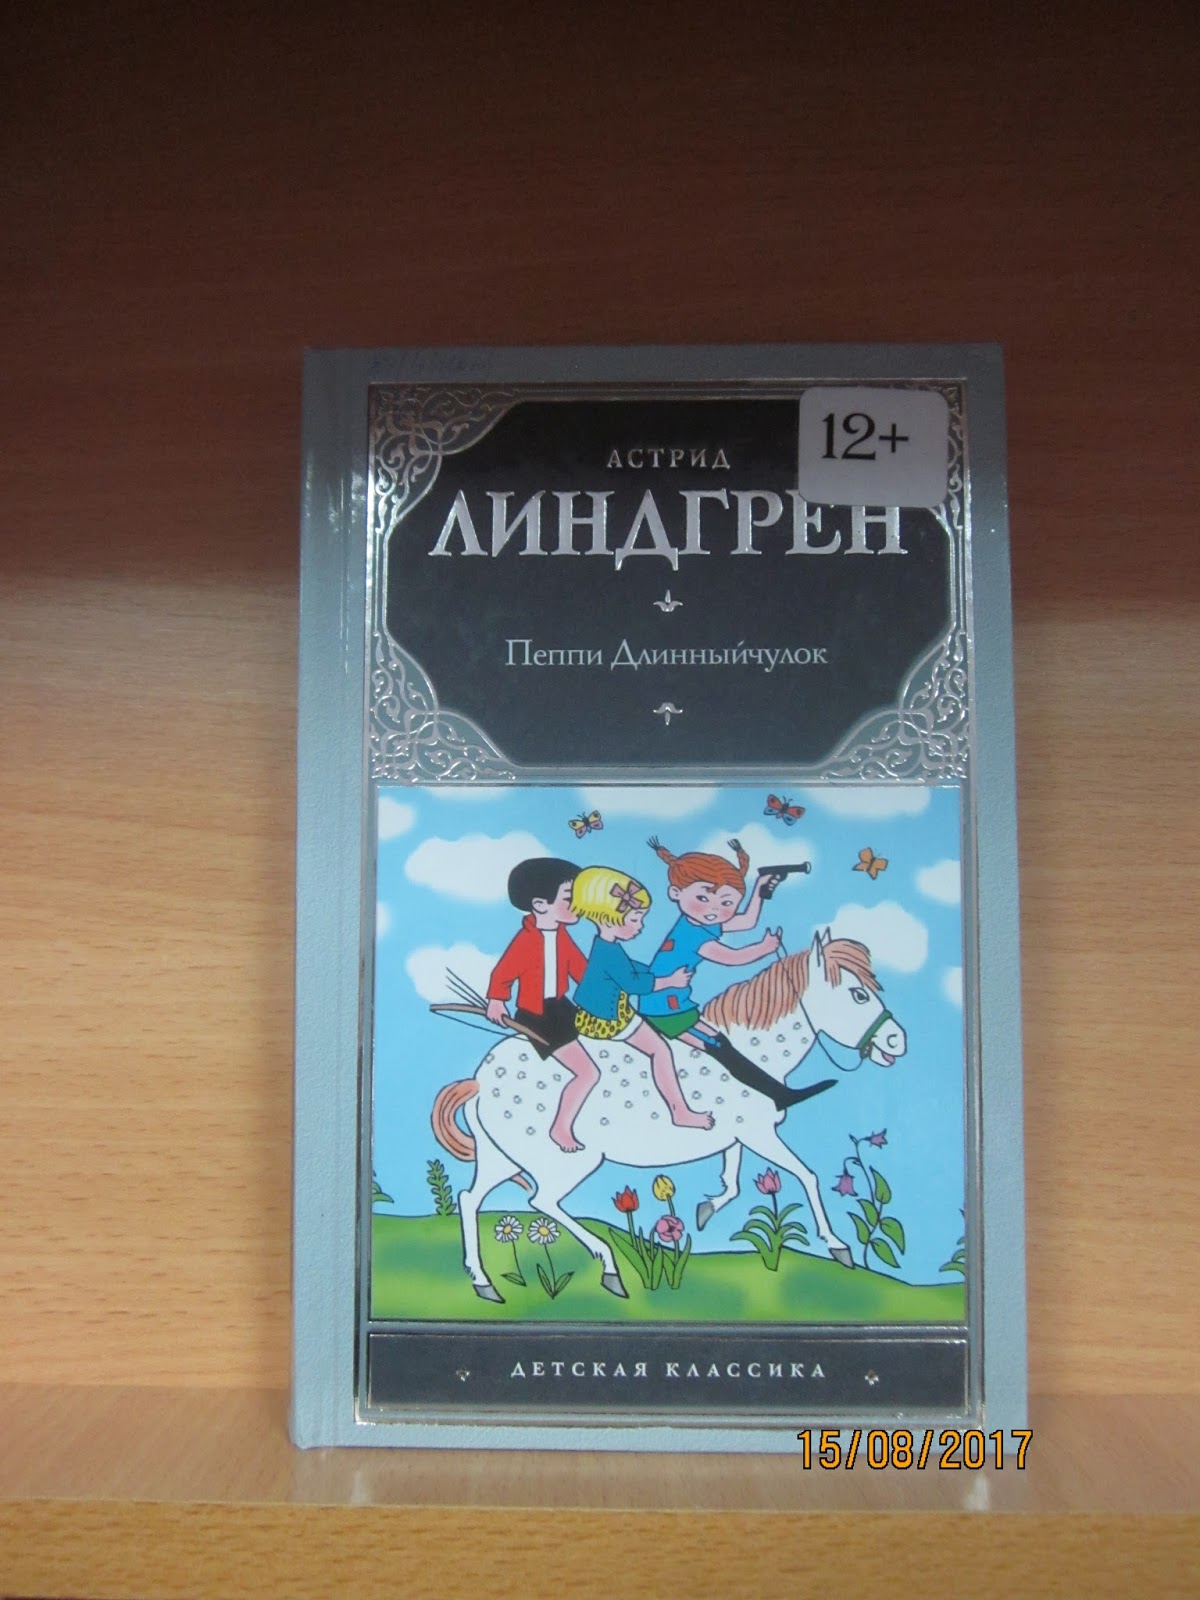 12+
АСТРИД
ЛИНДГРЕН
Пеппи Длинныйчулок
ДЕТСКАЯ КЛАССИКА
15/08/2017